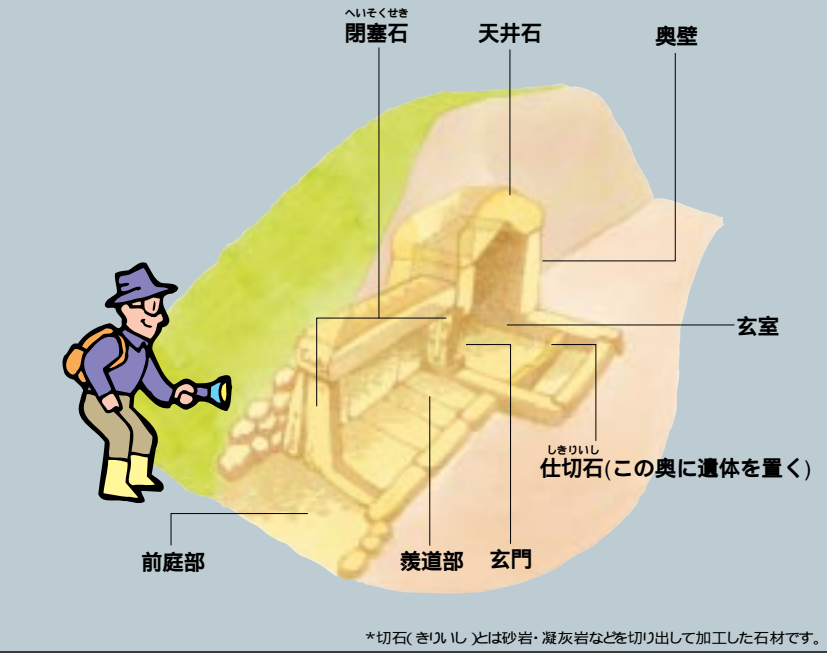 へいそくせき
閉塞石
天井石
奥壁
玄室
しきりいし
仕切石(この奥に遺体を置く)
前庭部
羨道部
玄門
*切石(きりいし)とは砂岩・凝灰岩などを切り出して加工した石材です。